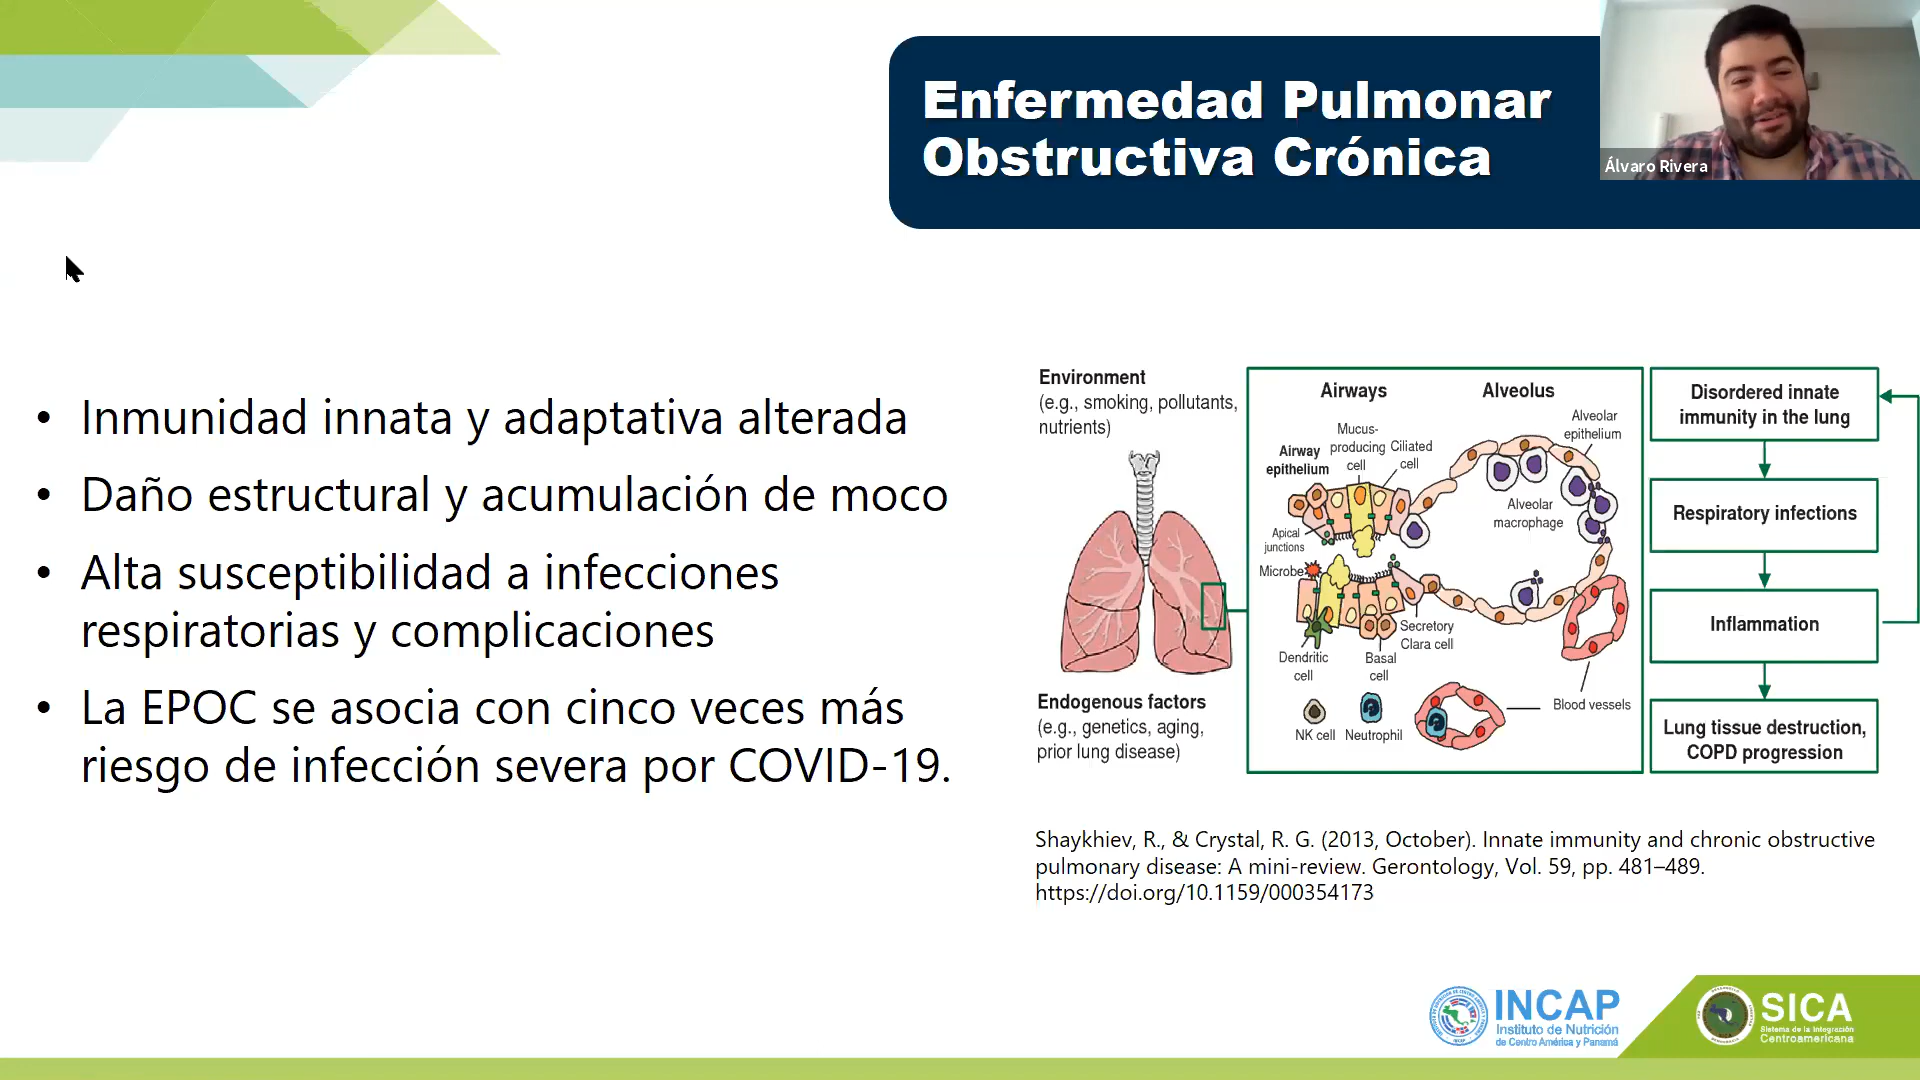 Enfermedad Pulmonar
Obstructiva Crónica
Álvaro Rivera
• Inmunidad innata y adaptativa alterada
• Daño estructural y acumulación de moco
• Alta susceptibilidad a infecciones
respiratorias y complicaciones
• La EPOC se asocia con cinco veces más
riesgo de infección severa por COVID-19.
Environment
(e.g., smoking, pollutants,
nutrients)
Endogenous factors
(e.g., genetics, aging,
prior lung disease)
Airways
Alveolus
Airway
epithelium
Mucus-
producing
cell
Ciliated
cell
Alveolar
epithelium
Alveolar
macrophage
Apical
junctions
Microbe
Secretory
Clara cell
Dendritic
cell
Basal
cell
Blood vessels
NK cell
Neutrophil
Disordered innate
immunity in the lung
Respiratory infections
Inflammation
Lung tissue destruction,
COPD progression
Shaykhiev, R., & Crystal, R. G. (2013, October). Innate immunity and chronic obstructive
pulmonary disease: A mini-review. Gerontology, Vol. 59, pp. 481–489.
https://doi.org/10.1159/000354173
INCAP
Instituto de Nutrición
de Centro América y Panamá
SICA
Sistema de la Integración
Centroamericana